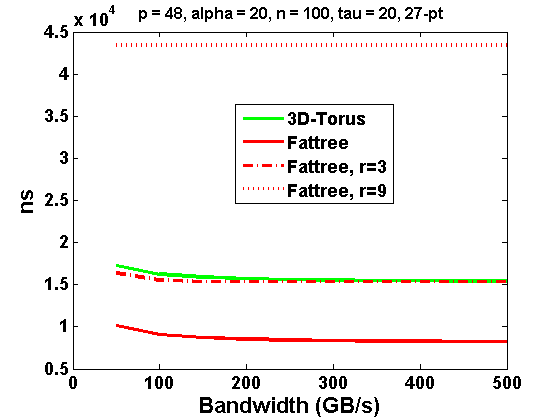 p = 48, alpha = 20, n = 100, tau = 20, 27-pt
x 10^4
4.5
4
3.5
3
2.5
2
1.5
1
0.5
ns
3D-Torus
Fattree
Fattree, r=3
Fattree, r=9
0
100
200
300
400
500
Bandwidth (GB/s)